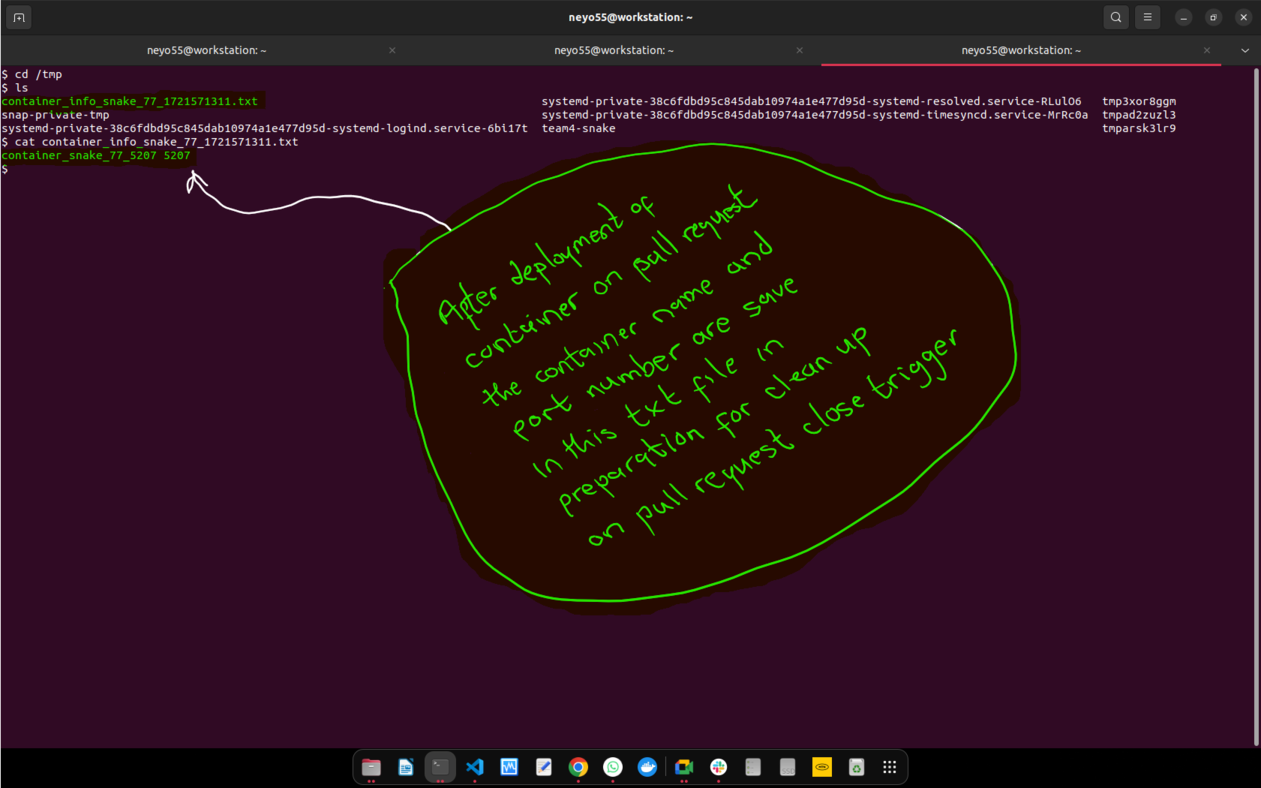 neyo55@workstation: ~
neyo55@workstation: ~ neyo55@workstation: ~ neyo55@workstation: ~
$ cd /tmp
$ ls
container_info_snake_77_1721571311.txt systemd-private-38c6fdbd95c845dab10974a1e477d95d-systemd-resolved.service-RLulO6 tmp3xor8ggm
snap-private-tmp systemd-private-38c6fdbd95c845dab10974a1e477d95d-systemd-timesyncd.service-MrRc0a tmpad2zuzl3
systemd-private-38c6fdbd95c845dab10974a1e477d95d-systemd-logind.service-6bi17t team4-snake tmparsk3lr9
$ cat container_info_snake_77_1721571311.txt
container_snake_77_5207 5207
$
After deployment of
container on pull request
the container name and
port number are save
in this txt file in
preparation for clean up
on pull request close trigger